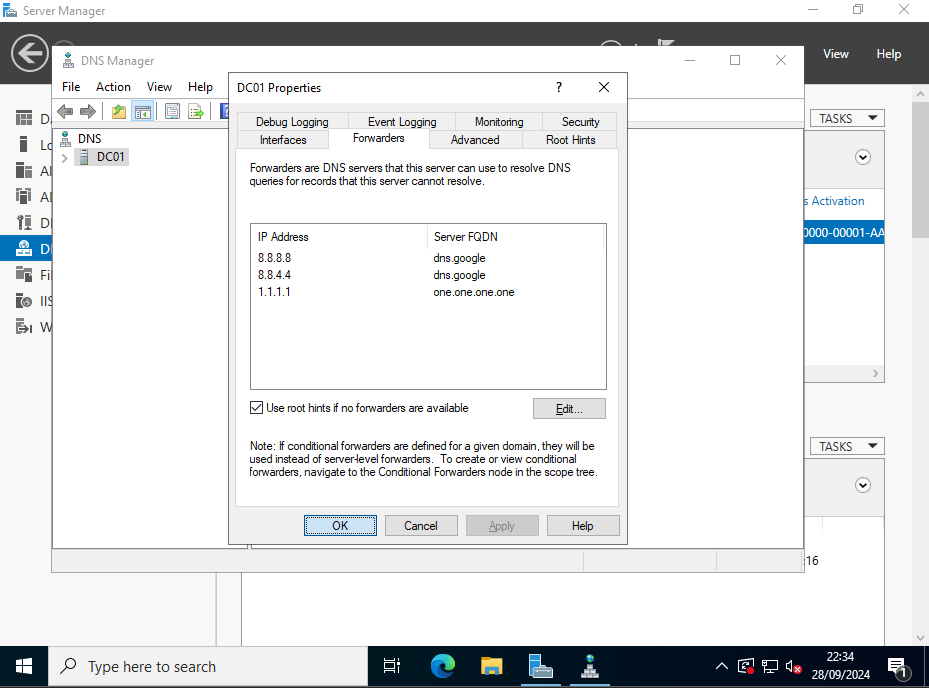 Server Manager
View
Help
DNS Manager
File
Action
View
Help
DC01 Properties
?
Debug Logging
Event Logging
Monitoring
Security
Interfaces
Forwarders
Advanced
Root Hints
Forwarders are DNS servers that this server can use to resolve DNS
queries for records that this server cannot resolve.
IP Address
Server FQDN
8.8.8.8
dns.google
8.8.4.4
dns.google
1.1.1.1
one.one.one.one
Use root hints if no forwarders are available
Edit...
Note: If conditional forwarders are defined for a given domain, they will be
used instead of server-level forwarders. To create or view conditional
forwarders, navigate to the Conditional Forwarders node in the scope tree.
OK
Cancel
Apply
Help
DNS
DC01
TASKS
Activation
0000-00001-AA
TASKS
:16
Type here to search
22:34
28/09/2024
1